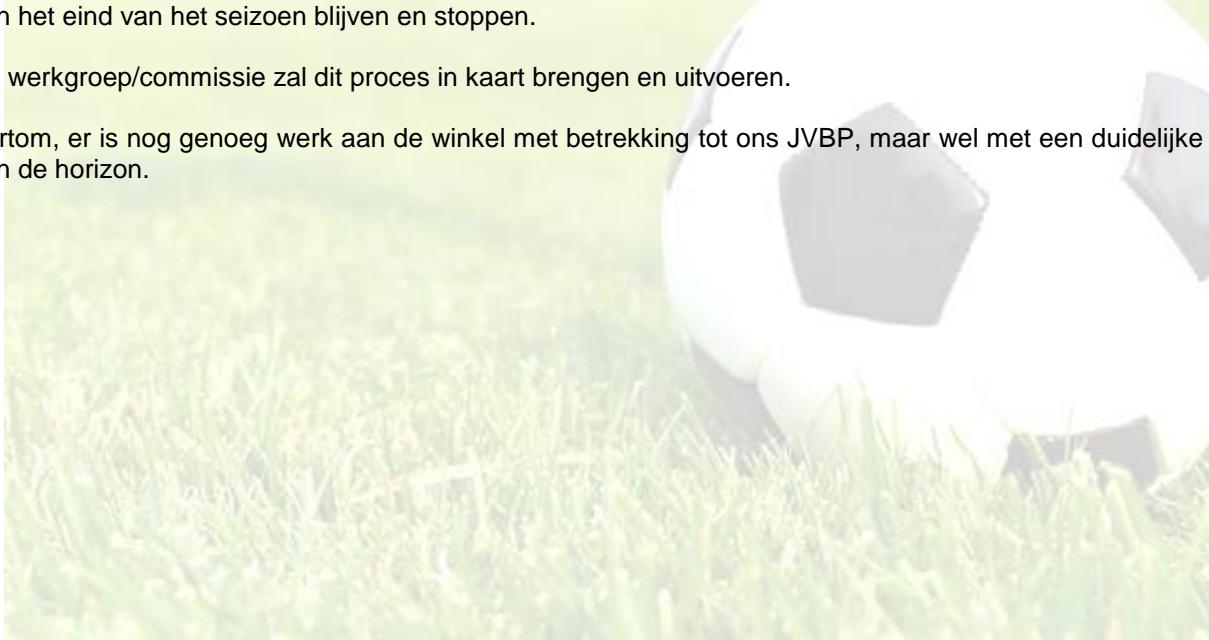 n het eind van het seizoen blijven en stoppen.
werkgroep/commissie zal dit proces in kaart brengen en uitvoeren.
rtom, er is nog genoeg werk aan de winkel met betrekking tot ons JVBP, maar wel met een duidelijke
n de horizon.